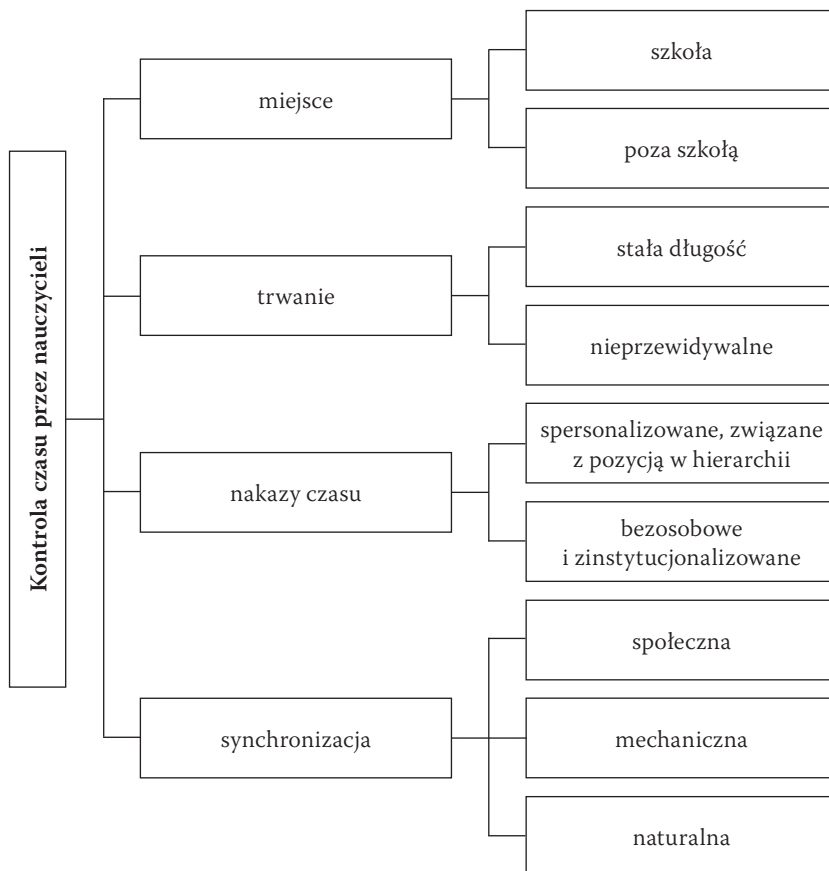 Kontrola czasu przez nauczycieli
miejsce
szkoła
poza szkołą
trwanie
stała długość
nieprzewidywalne
nakazy czasu
spersonalizowane, związane
z pozycją w hierarchii
bezosobowe
i zinstytucjonalizowane
synchronizacja
społeczna
mechaniczna
naturalna